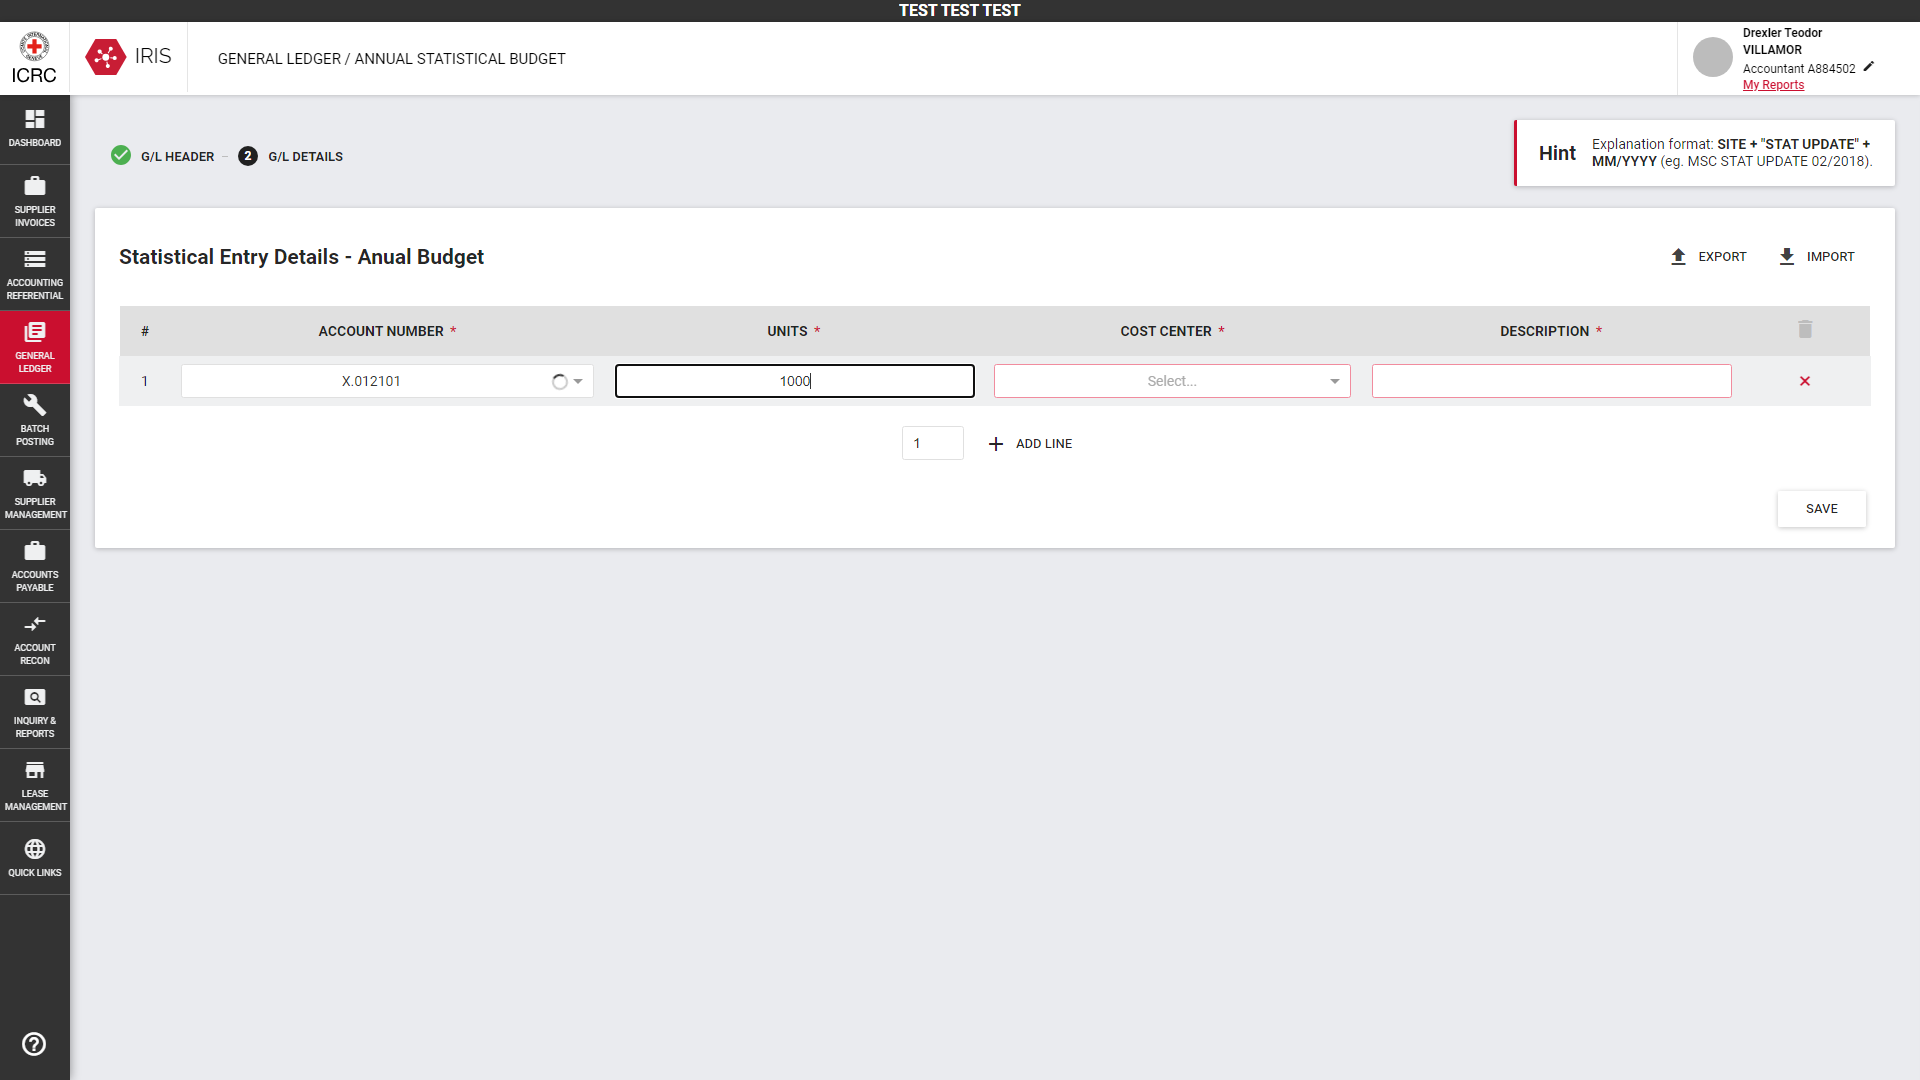 TEST TEST TEST
ICRC
IRIS
GENERAL LEDGER / ANNUAL STATISTICAL BUDGET
Drexler Teodor
VILLAMOR
Accountant A884502
My Reports
DASHBOARD
SUPPLIER
INVOICES
ACCOUNTING
REFERENTIAL
GENERAL
LEDGER
BATCH
POSTING
SUPPLIER
MANAGEMENT
ACCOUNTS
PAYABLE
ACCOUNT
RECON
INQUIRY &
REPORTS
LEASE
MANAGEMENT
QUICK LINKS
G/L HEADER
2 G/L DETAILS
Hint
Explanation format: SITE + "STAT UPDATE" +
MM/YYYY (eg. MSC STAT UPDATE 02/2018).
Statistical Entry Details - Anual Budget
EXPORT
IMPORT
# ACCOUNT NUMBER * UNITS * COST CENTER * DESCRIPTION *
1 X.012101 1000 Select...
1 ADD LINE
SAVE